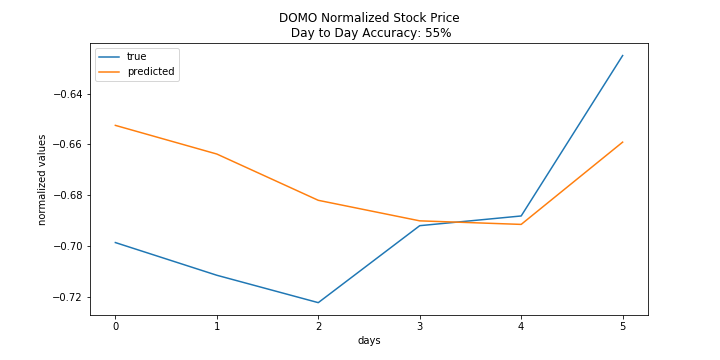 DOMO Normalized Stock Price
Day to Day Accuracy: 55%
true
predicted
normalized values
−0.64
−0.66
−0.68
−0.70
−0.72
0 1 2 3 4 5
days